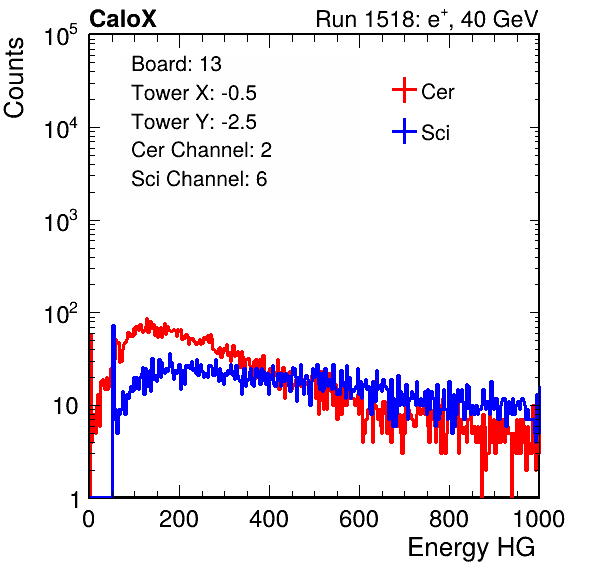 CaloX Run 1518: e⁺, 40 GeV
Counts
Board: 13
Tower X: -0.5
Tower Y: -2.5
Cer Channel: 2
Sci Channel: 6
Cer
Sci
10⁵
10⁴
10³
10²
10
1
0 200 400 600 800 1000
Energy HG